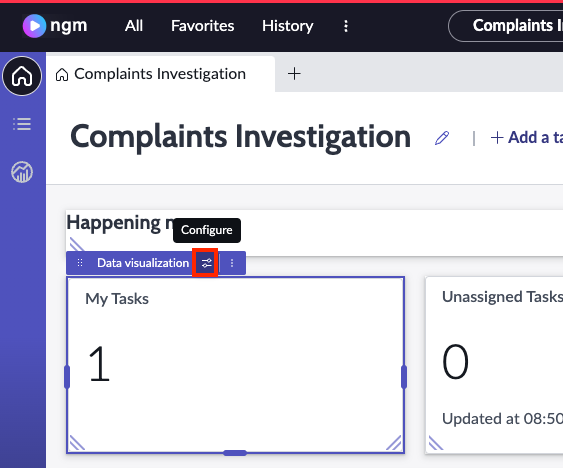 ngm All Favorites History Complaints
Complaints Investigation
Complaints Investigation Add a
Happening
Configure
Data visualization
My Tasks
1
Unassigned Tasks
0
Updated at 08:50